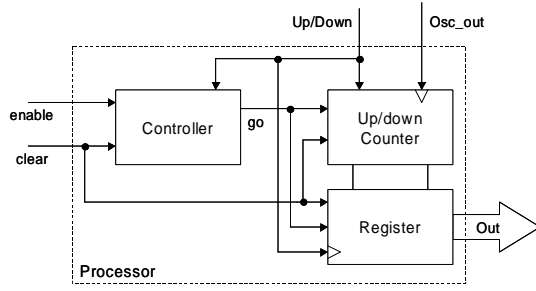 Up/Down
Osc_out
enable
Controller
go
Up/down
Counter
clear
Register
Out
Processor